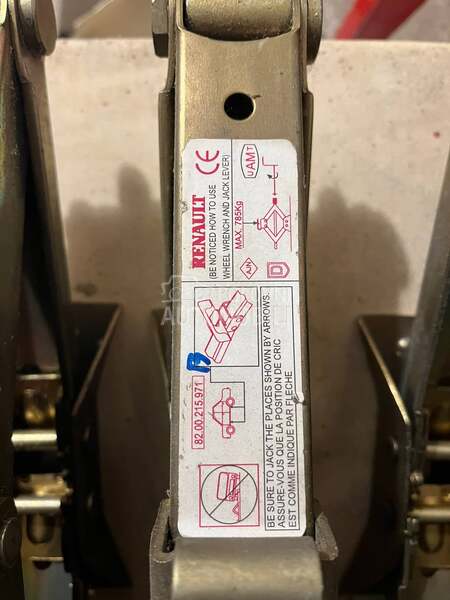 RENAULT
CE
(BE NOTICED HOW TO USE
WHEEL WRENCH AND JACK LEVER)
MAX. 785Kg
UAMT
AJN
D
B
82.00.215.971
BE SURE TO JACK THE PLACES SHOWN BY ARROWS.
ASSURE-VOUS QUE LA POSITION DE CRIC
EST COMME INDIQUE PAR FLECHE